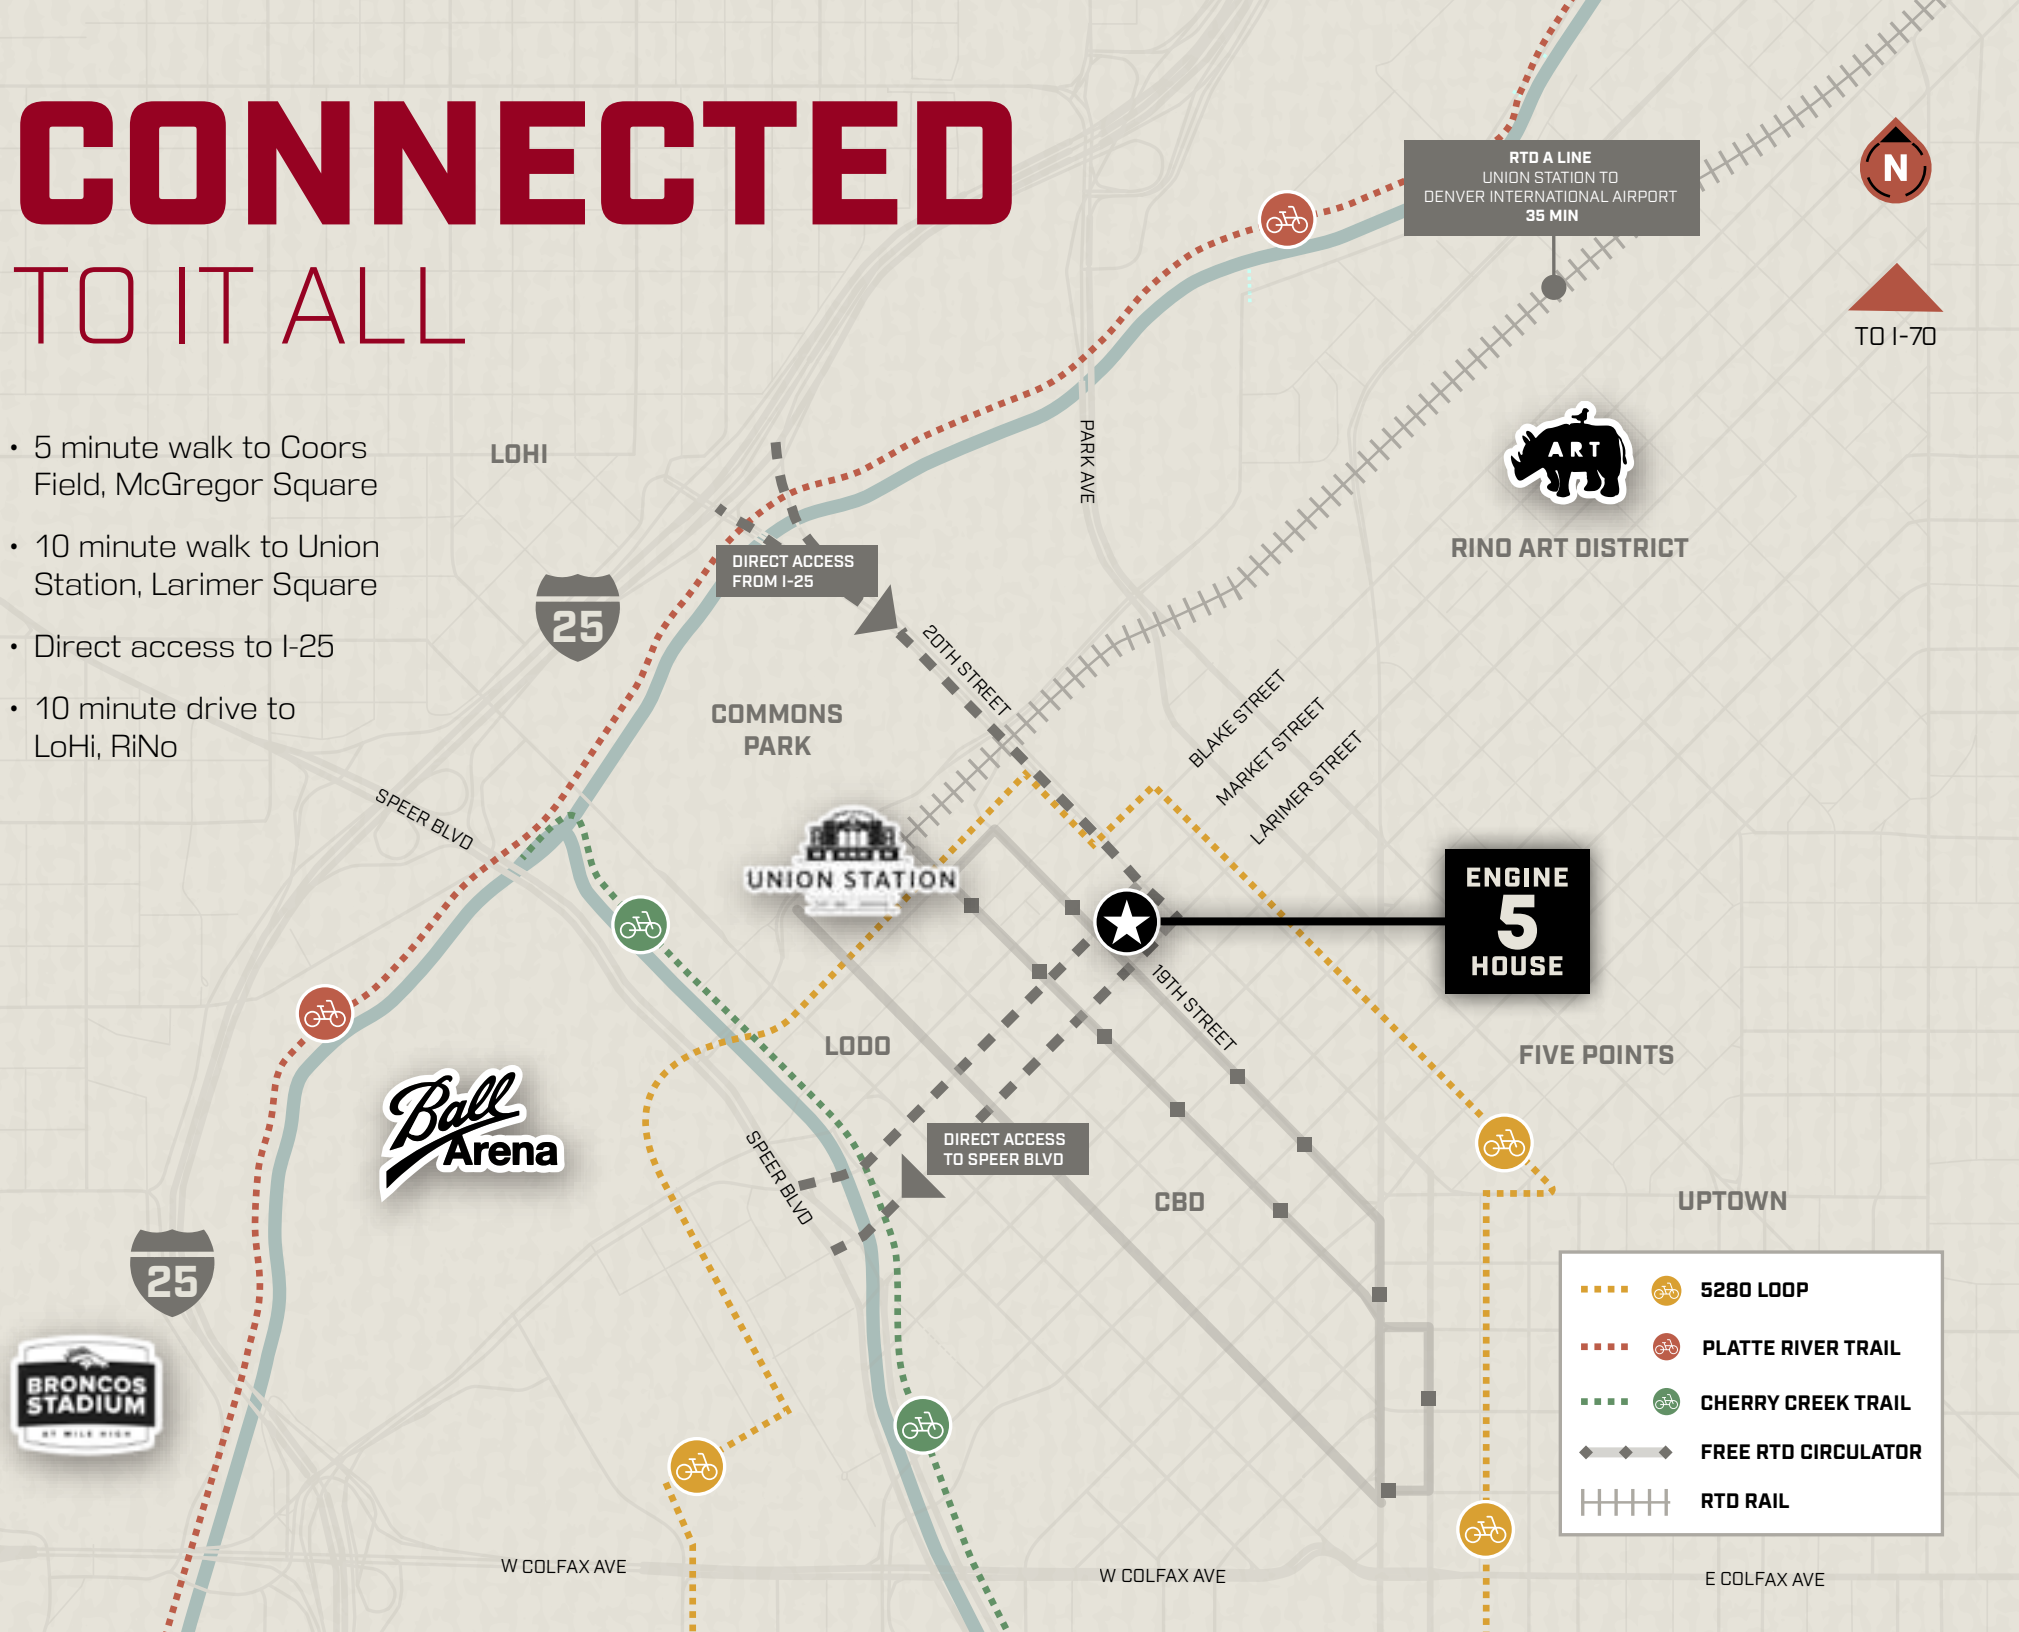 CONNECTED
TO IT ALL
• 5 minute walk to Coors
Field, McGregor Square
• 10 minute walk to Union
Station, Larimer Square
• Direct access to I-25
• 10 minute drive to
LoHi, RiNo
RTD A LINE
UNION STATION TO
DENVER INTERNATIONAL AIRPORT
35 MIN
N
TO I-70
LOHI
PARK AVE
ART
RINO ART DISTRICT
DIRECT ACCESS
FROM I-25
25
20TH STREET
COMMONS
PARK
BLAKE STREET
MARKET STREET
LARIMER STREET
SPEER BLVD
UNION STATION
ENGINE
5
HOUSE
19TH STREET
LODO
FIVE POINTS
Ball
Arena
SPEER BLVD
DIRECT ACCESS
TO SPEER BLVD
CBD
UPTOWN
25
BRONCOS
STADIUM
AT MILE HIGH
5280 LOOP
PLATTE RIVER TRAIL
CHERRY CREEK TRAIL
FREE RTD CIRCULATOR
RTD RAIL
W COLFAX AVE
W COLFAX AVE
E COLFAX AVE